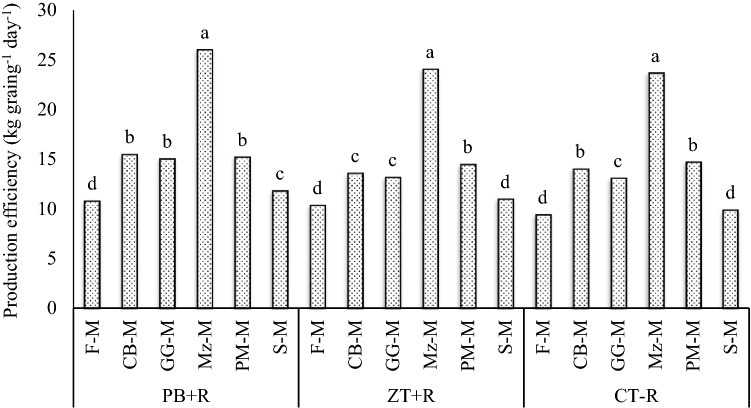 Production efficiency (kg graing-1 day-1)
30
25
20
15
10
5
0
d
b
b
a
b
c
d
c
c
a
b
d
d
b
c
a
b
d
F-M
CB-M
GG-M
Mz-M
PM-M
S-M
F-M
CB-M
GG-M
Mz-M
PM-M
S-M
F-M
CB-M
GG-M
Mz-M
PM-M
S-M
PB+R
ZT+R
CT-R